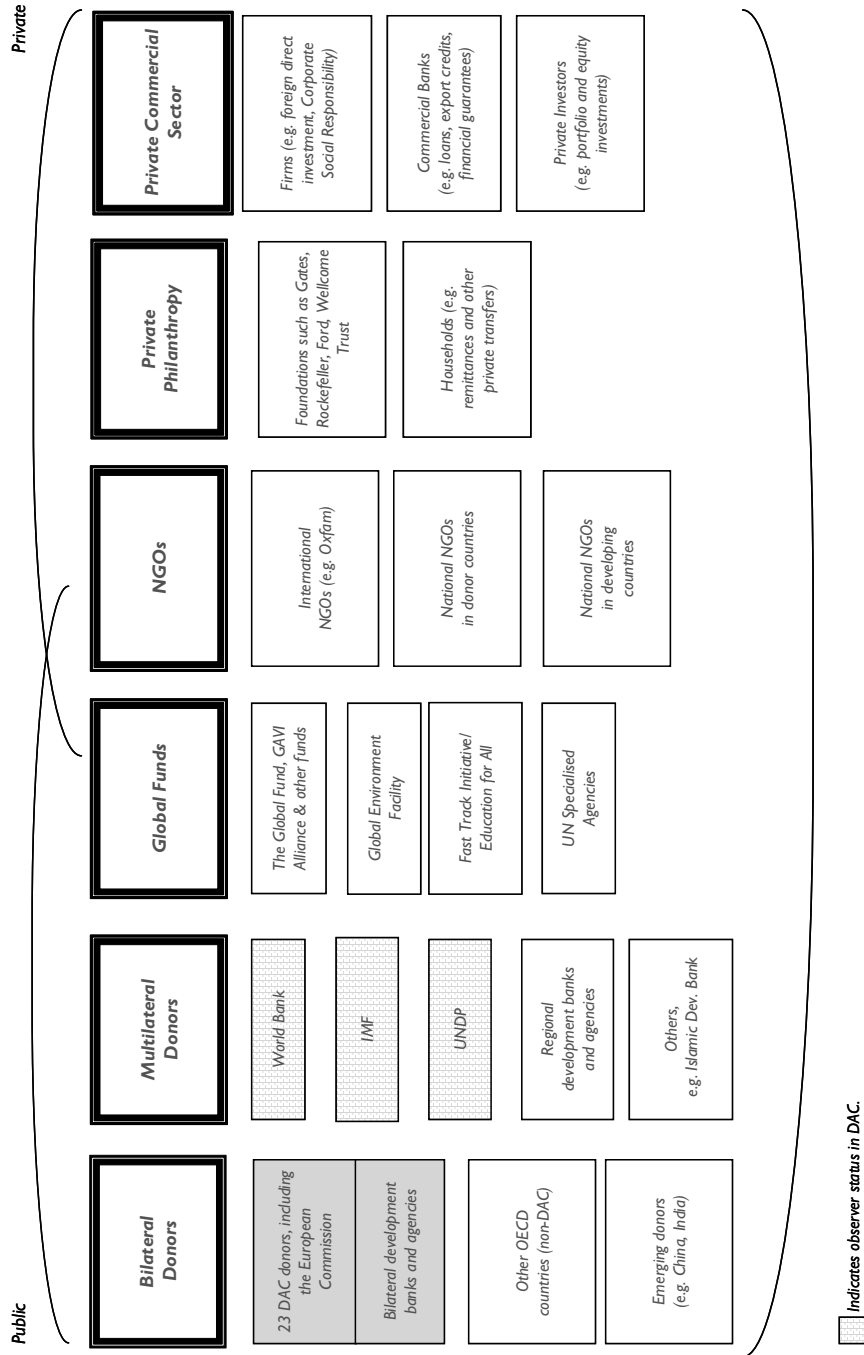 Public
Private
Bilateral
Donors
23 DAC donors, including
the European
Commission
Bilateral development
banks and agencies
Other OECD
countries (non-DAC)
Emerging donors
(e.g. China, India)
Multilateral
Donors
World Bank
IMF
UNDP
Regional
development banks
and agencies
Others,
e.g. Islamic Dev. Bank
Global Funds
The Global Fund, GAVI
Alliance & other funds
Global Environment
Facility
Fast Track Initiative/
Education for All
UN Specialised
Agencies
NGOs
International
NGOs (e.g. Oxfam)
National NGOs
in donor countries
National NGOs
in developing
countries
Private
Philanthropy
Foundations such as Gates,
Rockefeller, Ford, Wellcome
Trust
Households (e.g.
remittances and other
private transfers)
Private Commercial
Sector
Firms (e.g. foreign direct
investment, Corporate
Social Responsibility)
Commercial Banks
(e.g. loans, export credits,
financial guarantees)
Private Investors
(e.g. portfolio and equity
investments)
Indicates observer status in DAC.